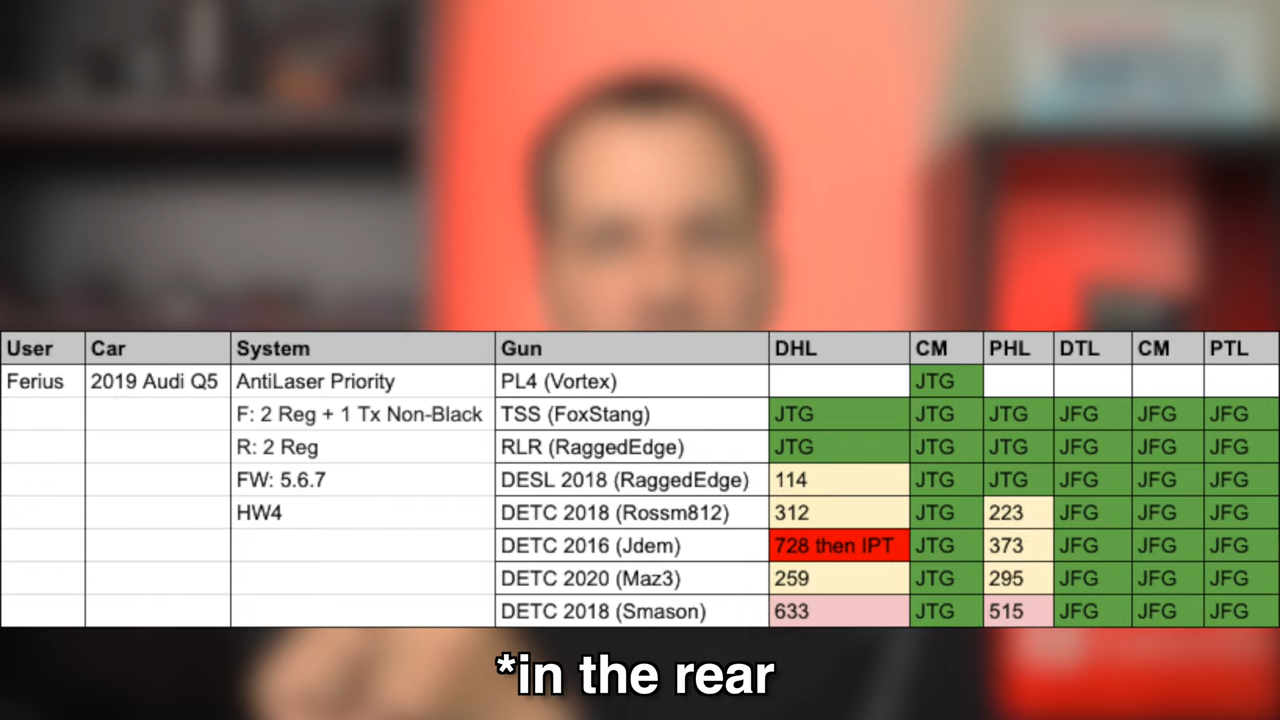 User Car System Gun DHL CM PHL DTL CM PTL
Ferius 2019 Audi Q5 AntiLaser Priority PL4 (Vortex) JTG
F: 2 Reg + 1 Tx Non-Black TSS (FoxStang) JTG JTG JTG JFG JFG JFG
R: 2 Reg RLR (RaggedEdge) JTG JTG JTG JFG JFG JFG
FW: 5.6.7 DESL 2018 (RaggedEdge) 114 JTG JTG JFG JFG JFG
HW4 DETC 2018 (Rossm812) 312 JTG 223 JFG JFG JFG
DETC 2016 (Jdem) 728 then IPT JTG 373 JFG JFG JFG
DETC 2020 (Maz3) 259 JTG 295 JFG JFG JFG
DETC 2018 (Smason) 633 JTG 515 JFG JFG JFG
*in the rear